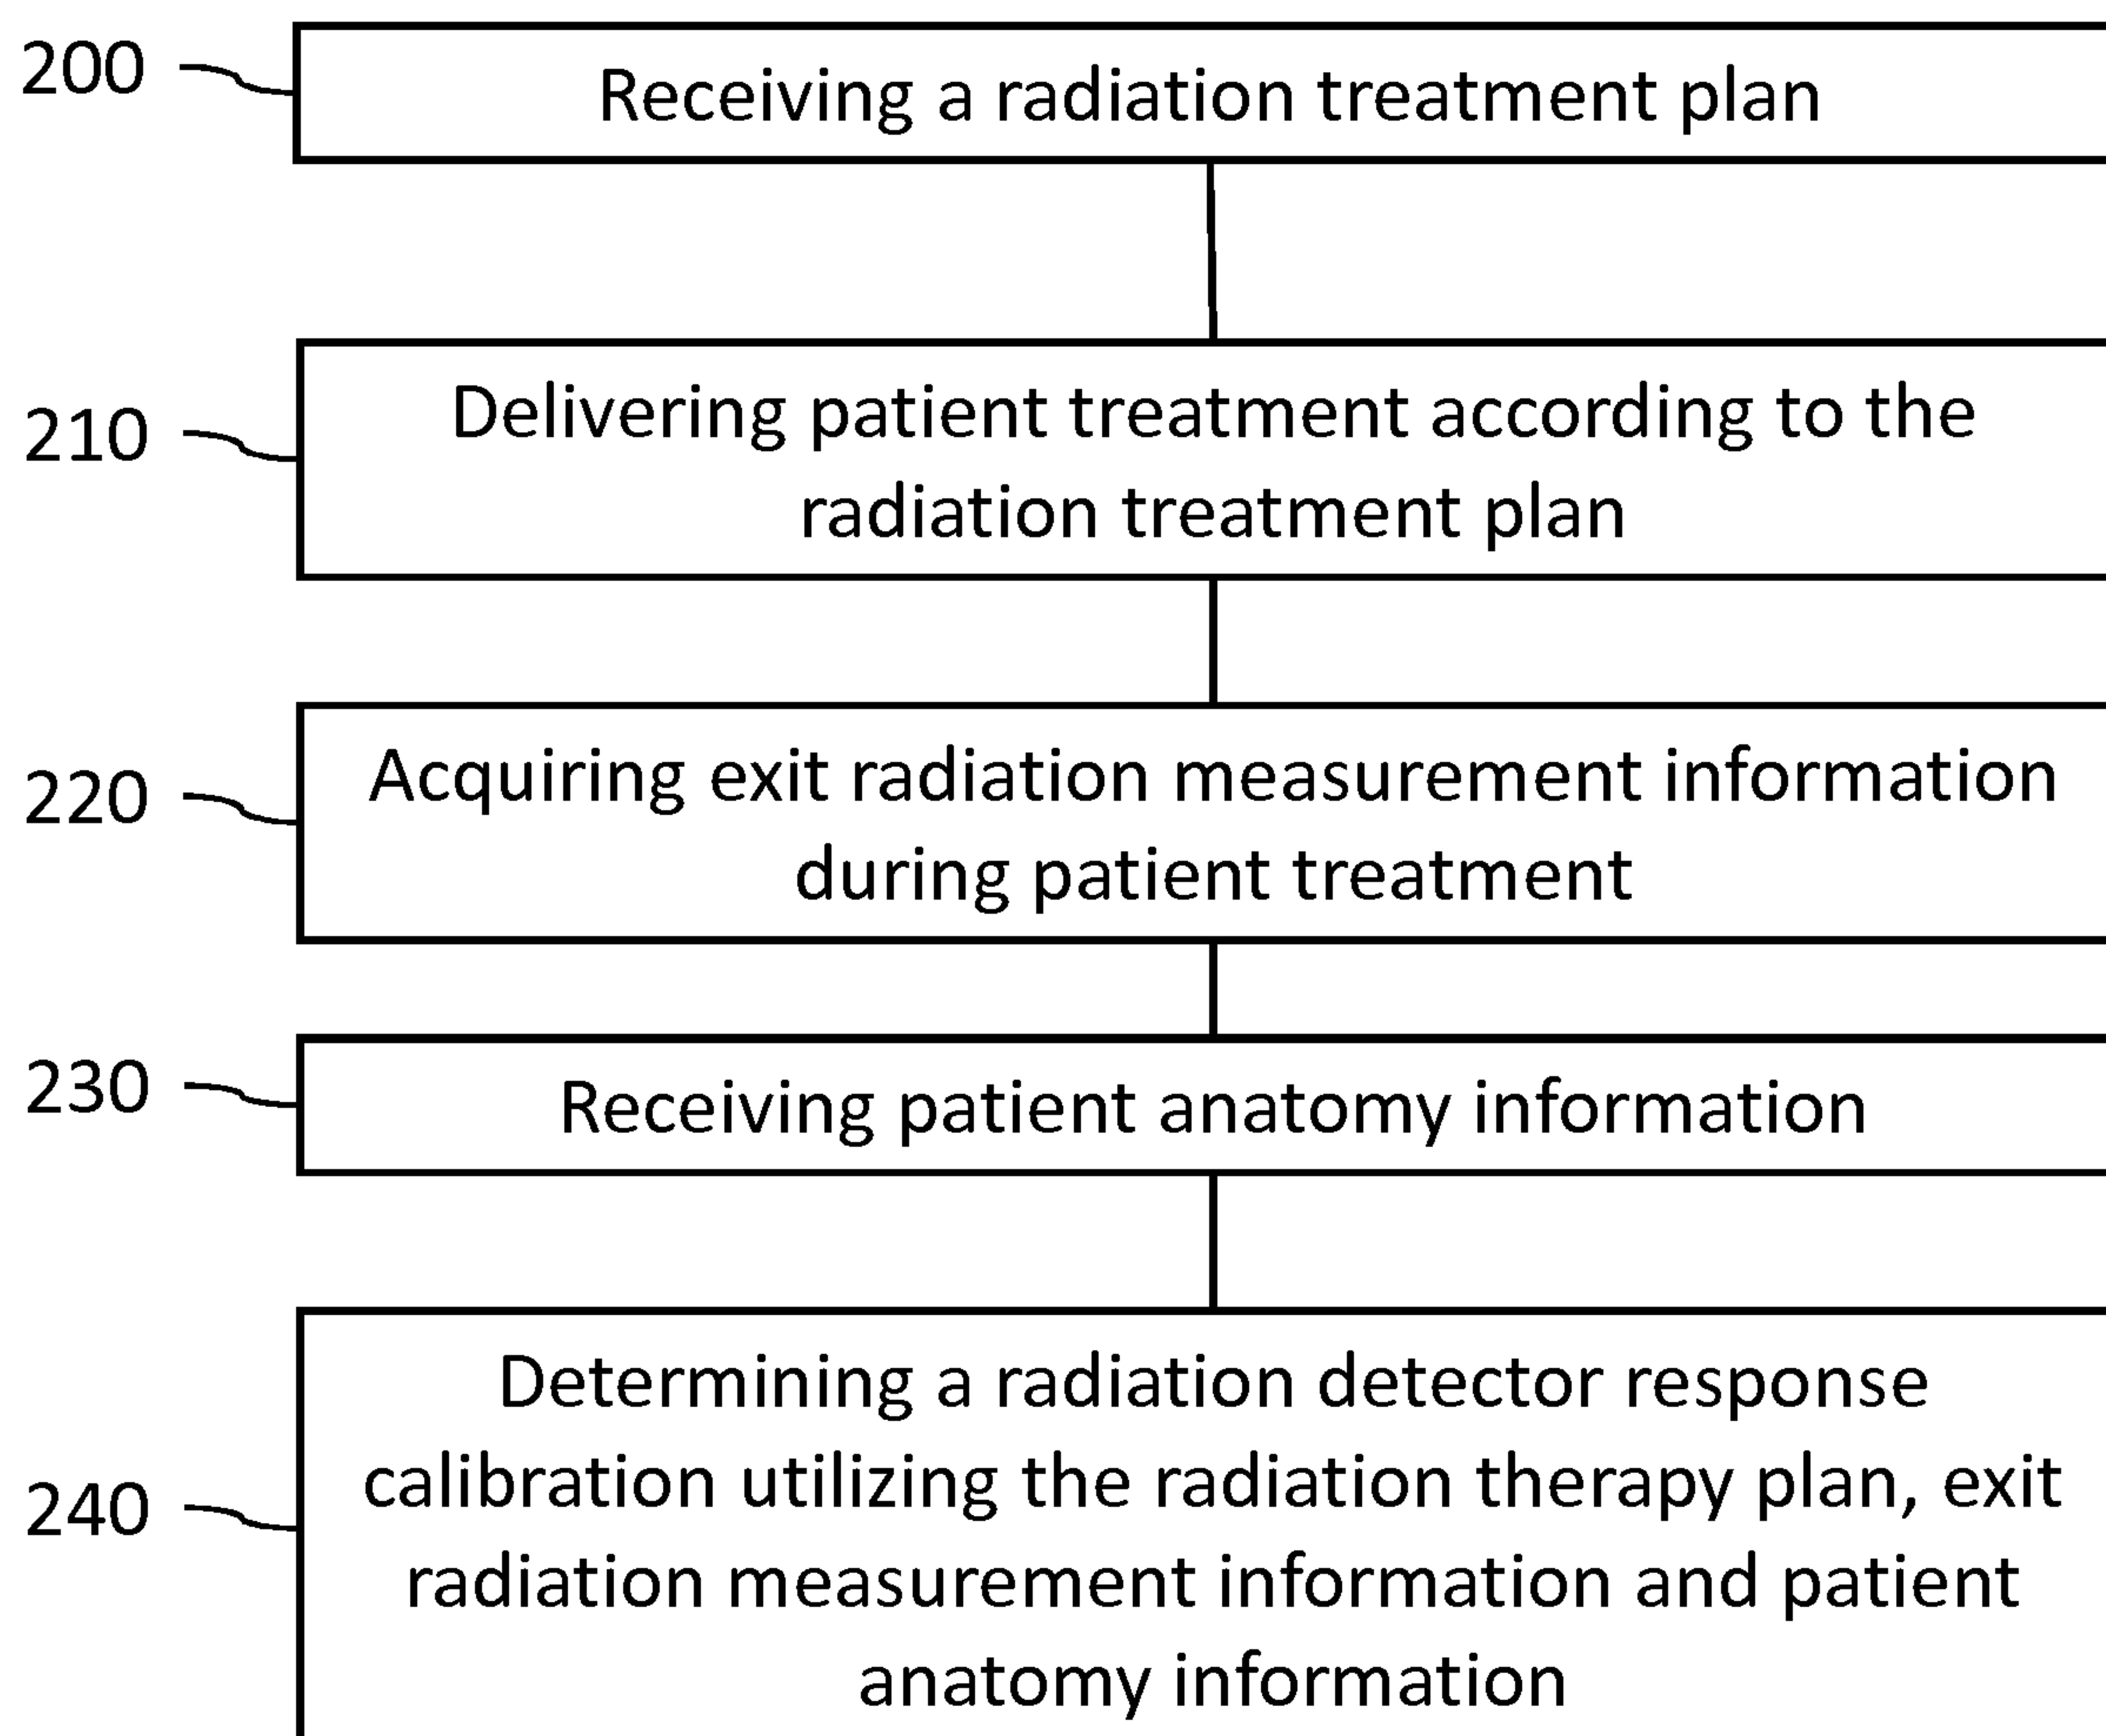 200
Receiving a radiation treatment plan
210
Delivering patient treatment according to the
radiation treatment plan
220
Acquiring exit radiation measurement information
during patient treatment
230
Receiving patient anatomy information
240
Determining a radiation detector response
calibration utilizing the radiation therapy plan, exit
radiation measurement information and patient
anatomy information